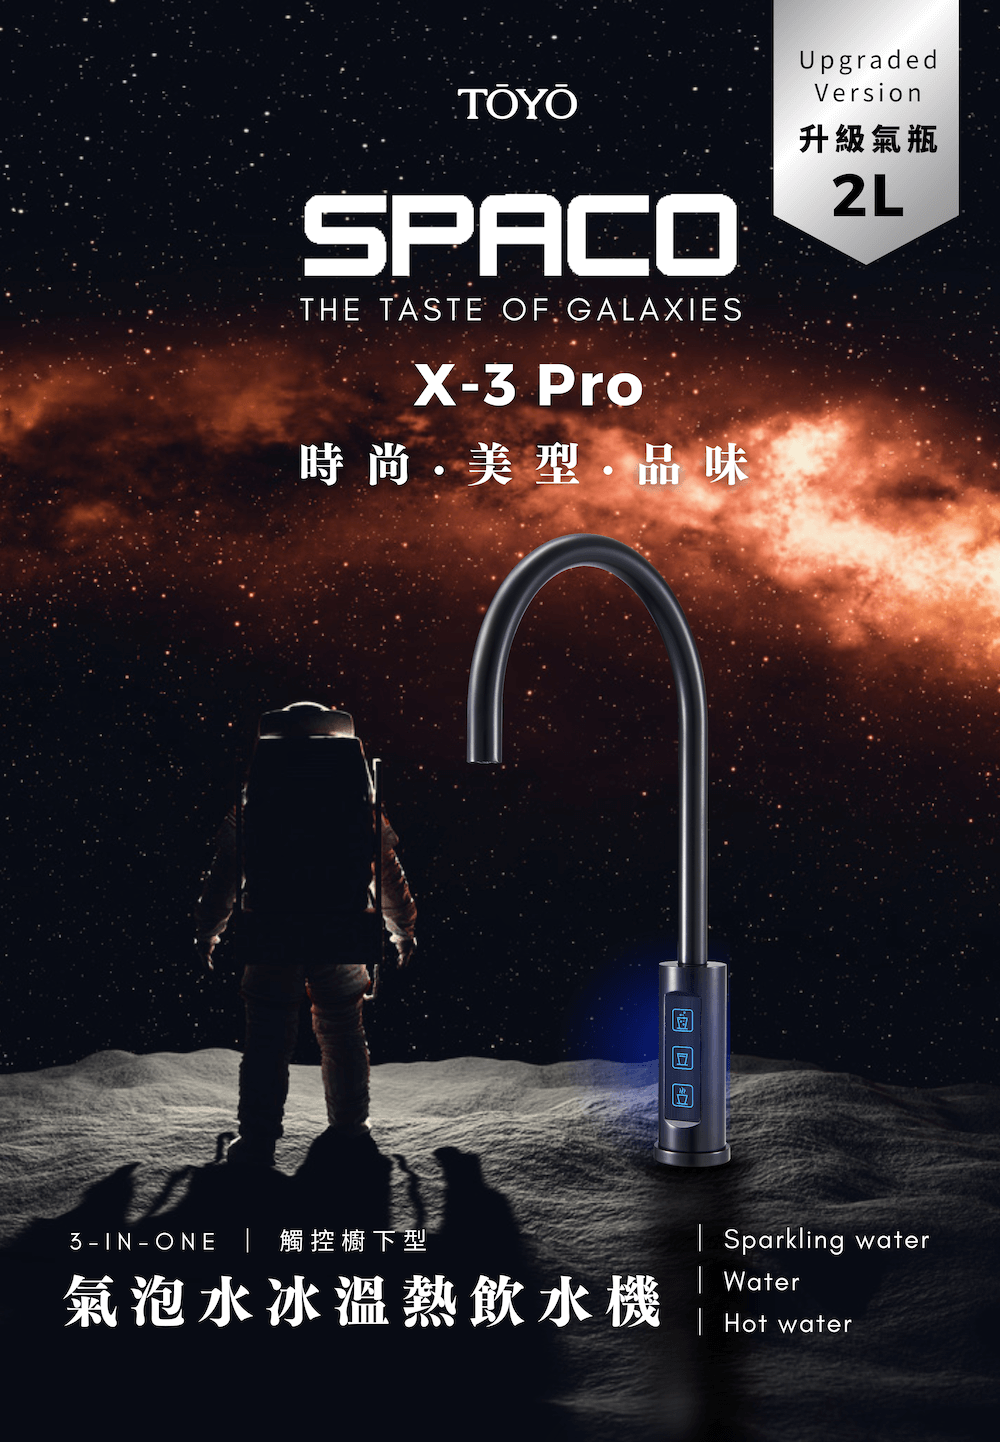 TŌYŌ
Upgraded
Version
升級氣瓶
2L
SPACO
THE TASTE OF GALAXIES
X-3 Pro
時尚·美型·品味
3-IN-ONE | 觸控櫥下型
氣泡水冰溫熱飲水機
| Sparkling water
| Water
| Hot water